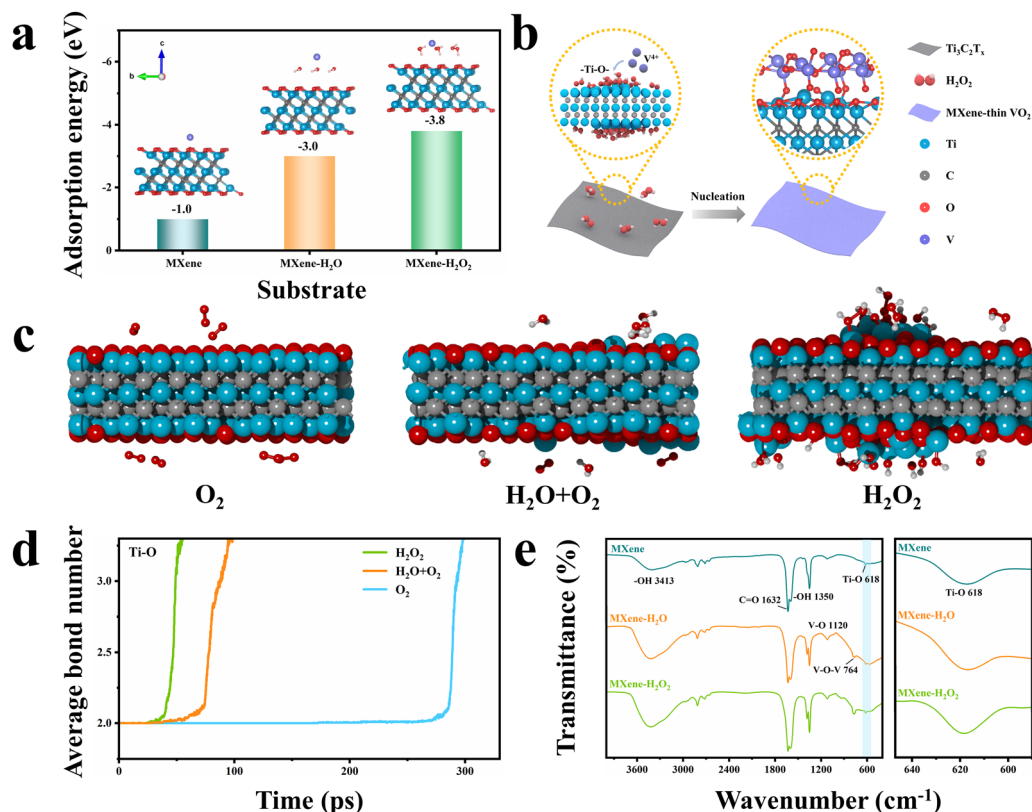 a
Adsorption energy (eV)
-6
-4
-2
0
c
b
-1.0
-3.0
-3.8
MXene
MXene-H₂O
MXene-H₂O₂
Substrate
b
-Ti-O-
V⁴⁺
Nucleation
Ti₃C₂Tₓ
H₂O₂
MXene-thin VO₂
Ti
C
O
V
c
O₂
H₂O+O₂
H₂O₂
d
Average bond number
Ti-O
3.0
2.5
2.0
H₂O₂
H₂O+O₂
O₂
0
100
200
300
Time (ps)
e
Transmittance (%)
MXene
-OH 3413
C=O 1632
-OH 1350
Ti-O 618
MXene-H₂O
V-O 1120
V-O-V 764
MXene-H₂O₂
3600
3000
2400
1800
1200
600
MXene
Ti-O 618
MXene-H₂O
MXene-H₂O₂
640
620
600
Wavenumber (cm⁻¹)